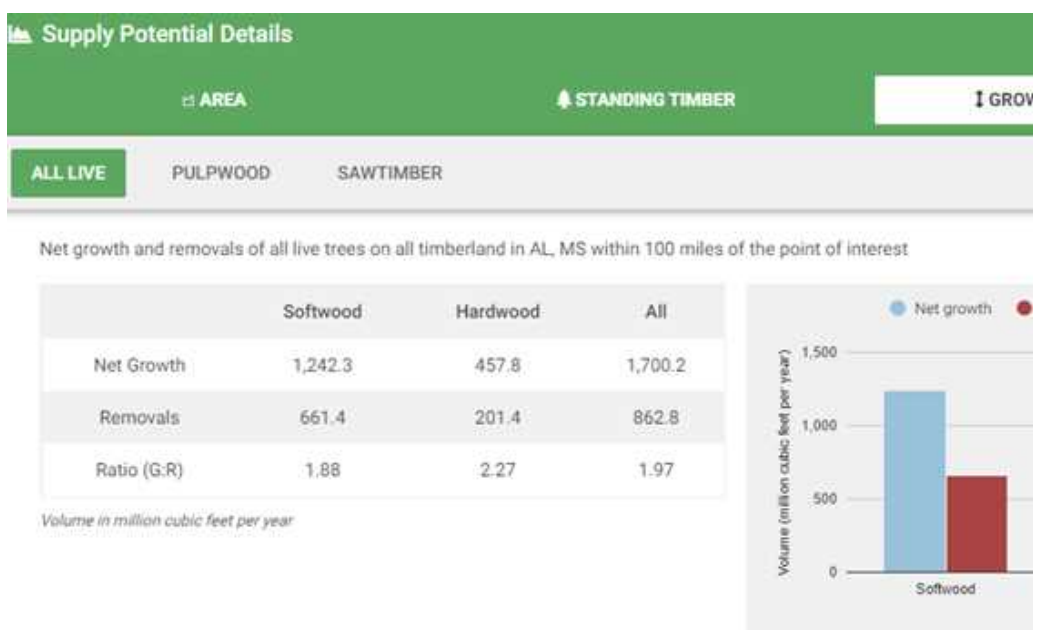 Supply Potential Details
AREA
STANDING TIMBER
GROW
ALL LIVE
PULPWOOD
SAWTIMBER
Net growth and removals of all live trees on all timberland in AL, MS within 100 miles of the point of interest
Softwood Hardwood All
Net Growth 1,242.3 457.8 1,700.2
Removals 661.4 201.4 862.8
Ratio (G:R) 1.88 2.27 1.97
Volume in million cubic feet per year
Net growth
Volume (million cubic feet per year)
1,500
1,000
500
0
Softwood